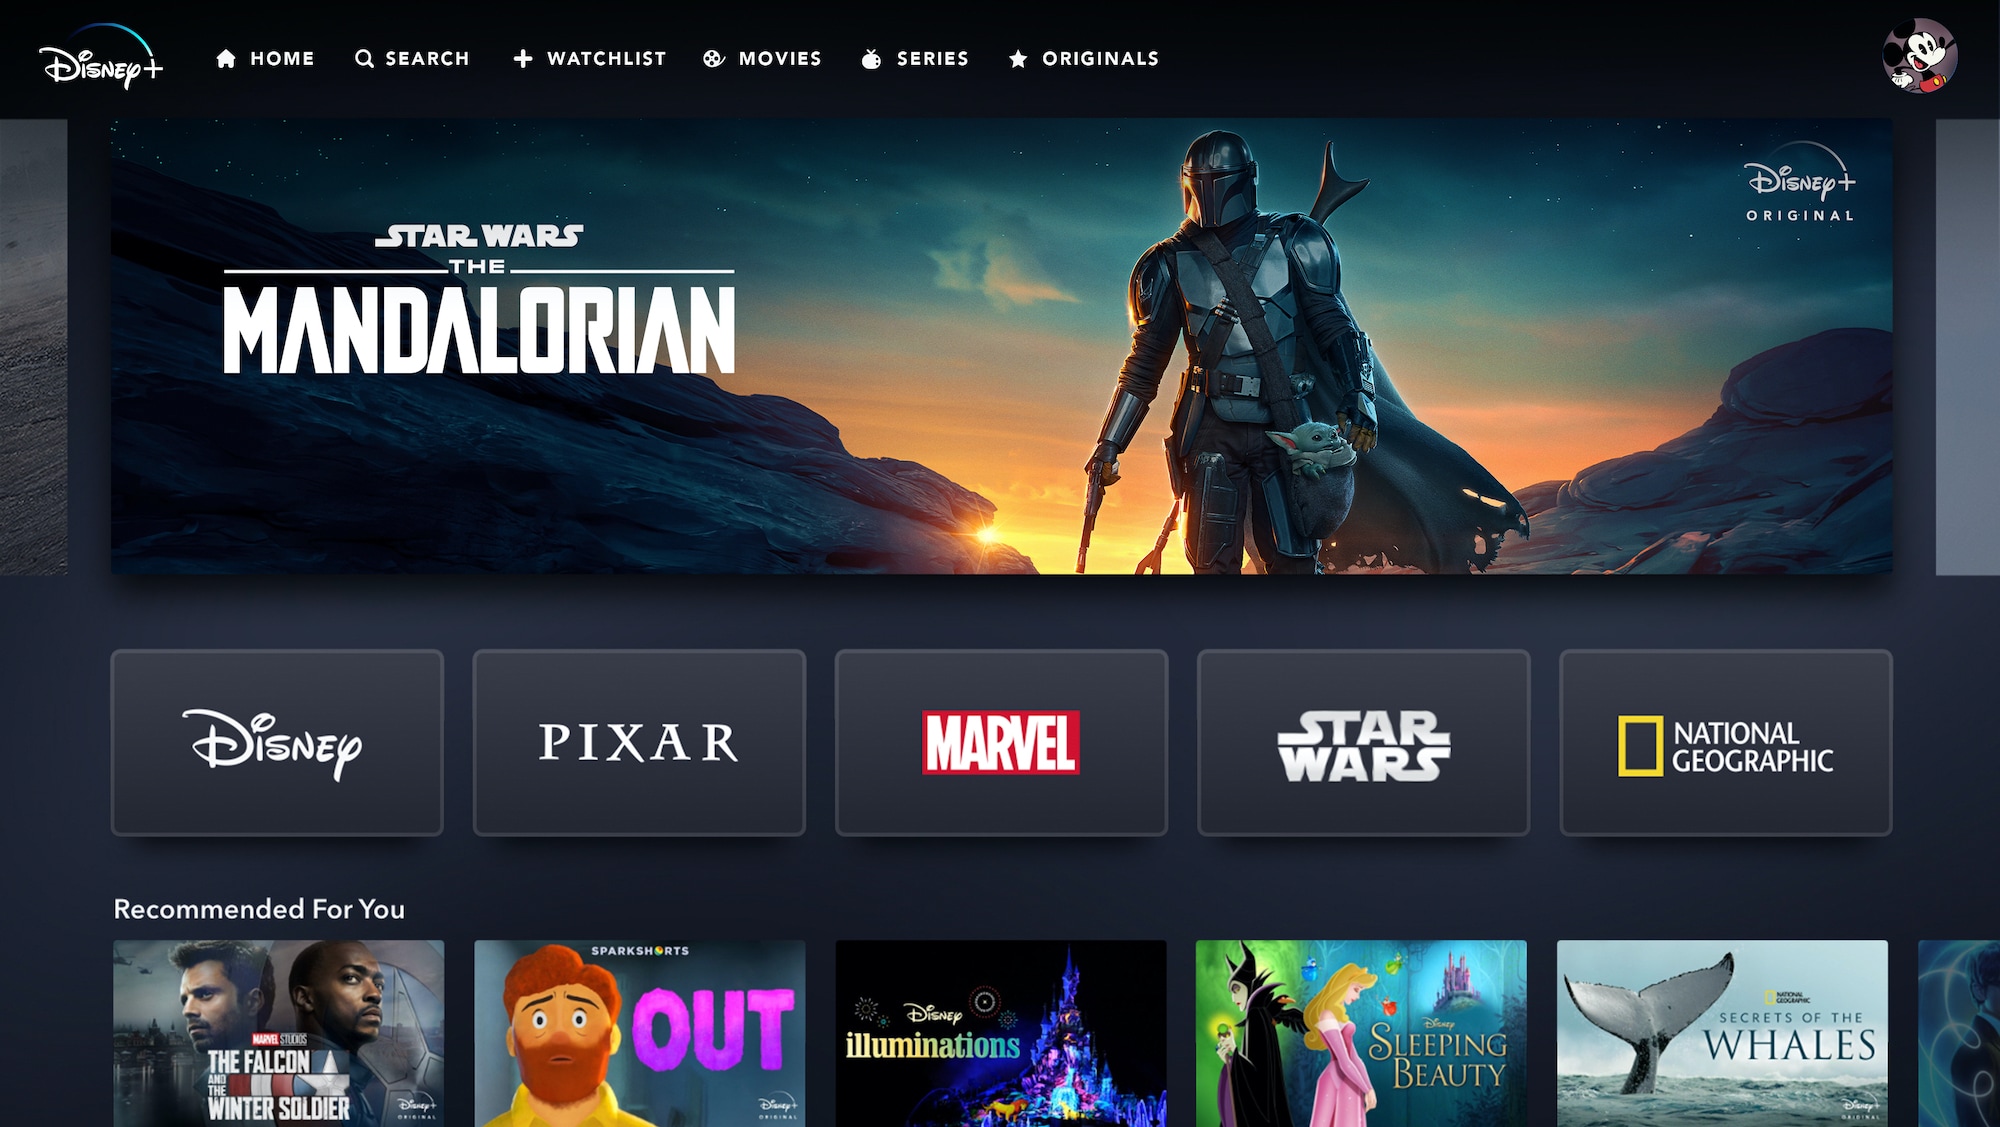 Disney+
HOME
SEARCH
WATCHLIST
MOVIES
SERIES
ORIGINALS
STAR WARS
THE
MANDALORIAN
Disney+
ORIGINAL
Disney
PIXAR
MARVEL
STAR
WARS
NATIONAL
GEOGRAPHIC
Recommended For You
MARVEL STUDIOS
THE FALCON
AND THE
WINTER SOLDIER
Disney+
ORIGINAL
SPARKSHORTS
OUT
Disney+
ORIGINAL
Disney
illuminations
Disney
SLEEPING
BEAUTY
NATIONAL
GEOGRAPHIC
SECRETS OF THE
WHALES
Disney+
ORIGINAL